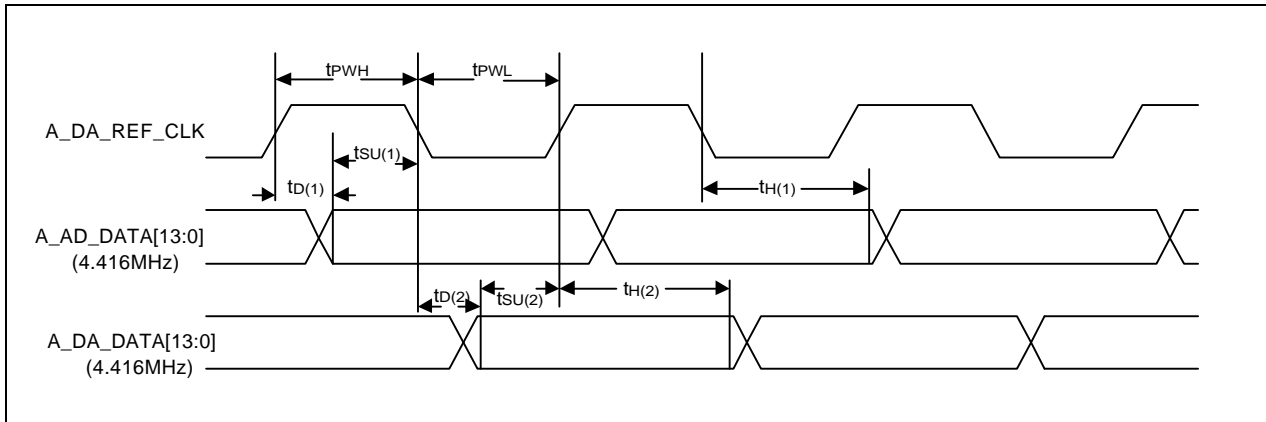 tPWH
tPWL
A_DA_REF_CLK
tSU(1)
tD(1)
tH(1)
A_AD_DATA[13:0]
(4.416MHz)
tD(2)
tSU(2)
tH(2)
A_DA_DATA[13:0]
(4.416MHz)